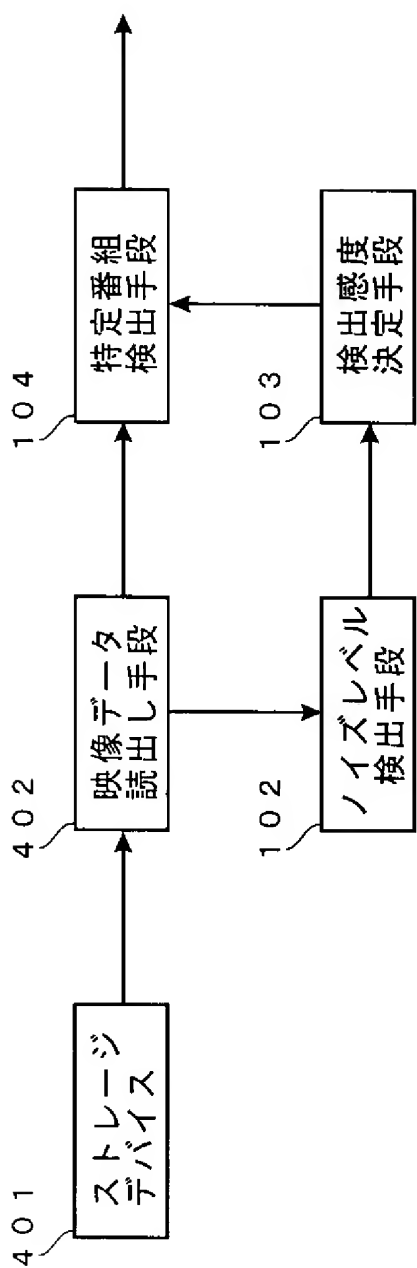 401
ストレージ
デバイス
402
映像データ
読出し手段
104
特定番組
検出手段
102
ノイズレベル
検出手段
103
検出感度
決定手段